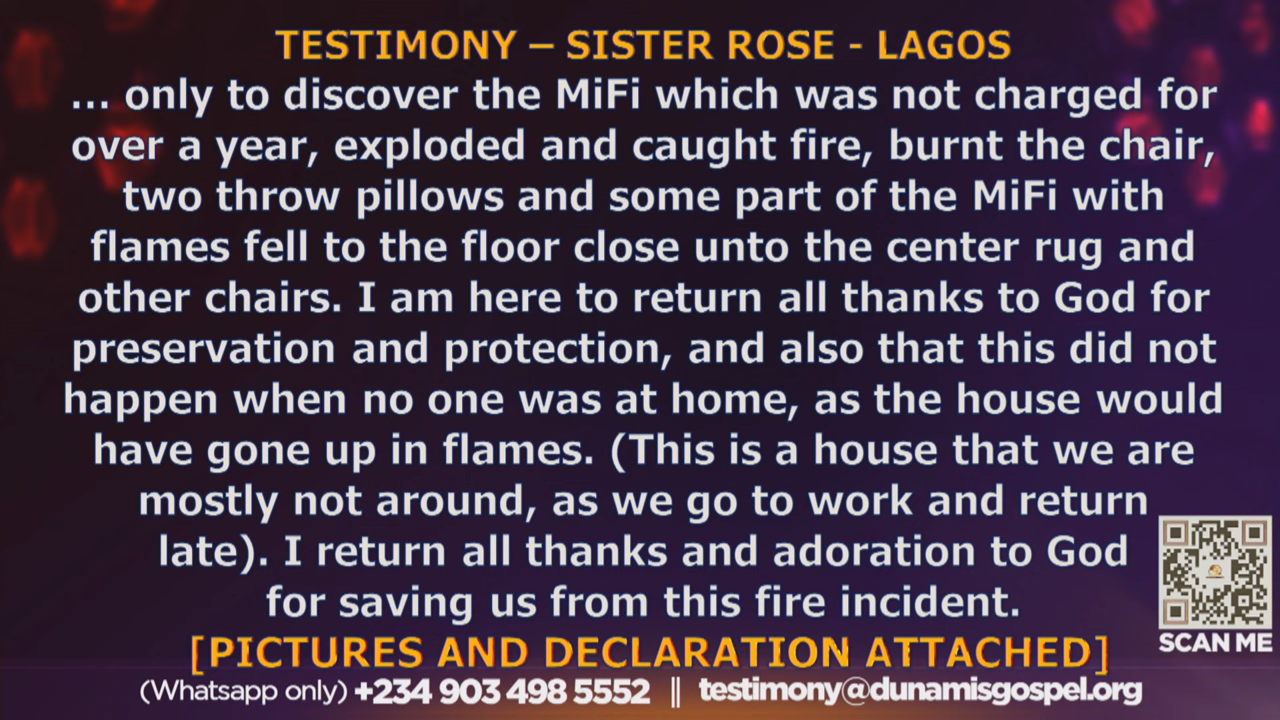 TESTIMONY – SISTER ROSE - LAGOS
... only to discover the MiFi which was not charged for
over a year, exploded and caught fire, burnt the chair,
two throw pillows and some part of the MiFi with
flames fell to the floor close unto the center rug and
other chairs. I am here to return all thanks to God for
preservation and protection, and also that this did not
happen when no one was at home, as the house would
have gone up in flames. (This is a house that we are
mostly not around, as we go to work and return
late). I return all thanks and adoration to God
for saving us from this fire incident.
[PICTURES AND DECLARATION ATTACHED]
SCAN ME
(Whatsapp only) +234 903 498 5552 || testimony@dunamisgospel.org